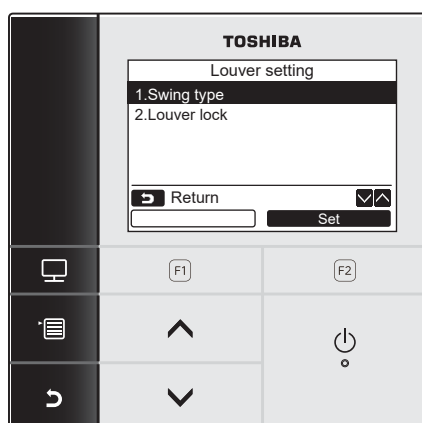 TOSHIBA
Louver setting
1.Swing type
2.Louver lock
Return
Set
F1
F2